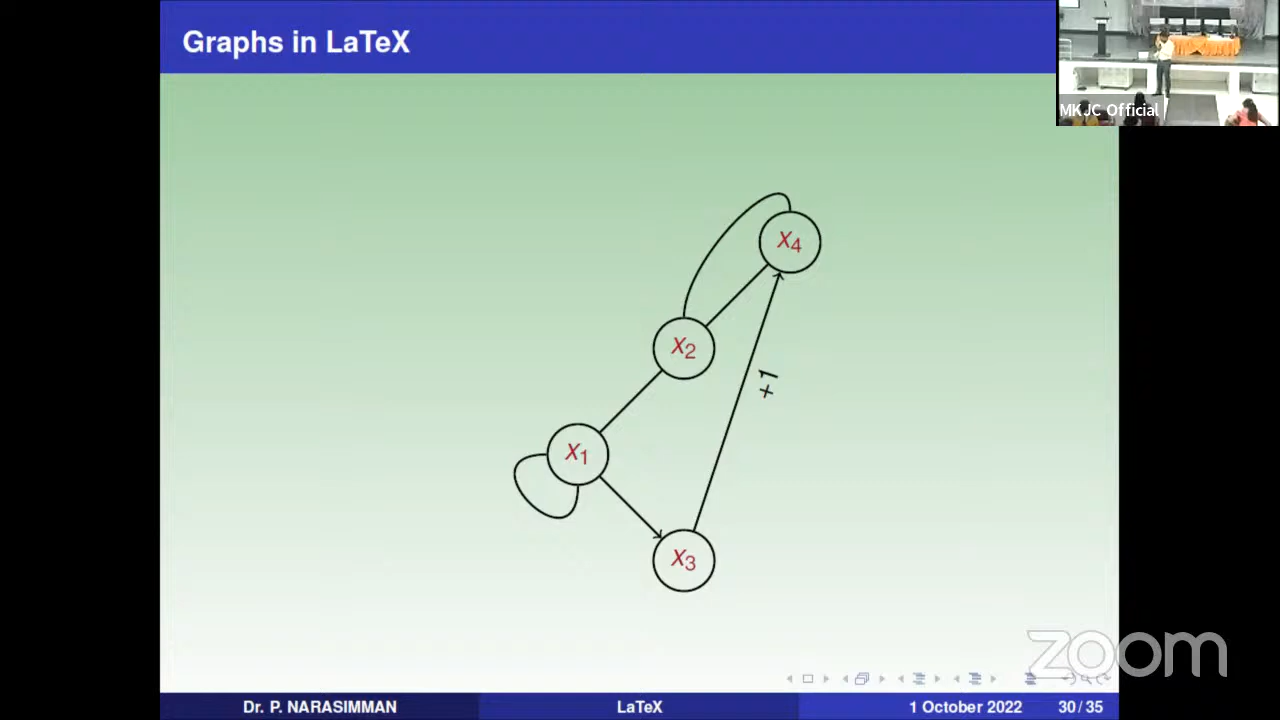 Graphs in LaTeX
MKJC Official
X4
X2
+1
X1
X3
zoom
Dr. P. NARASIMMAN LaTeX 1 October 2022 30 / 35